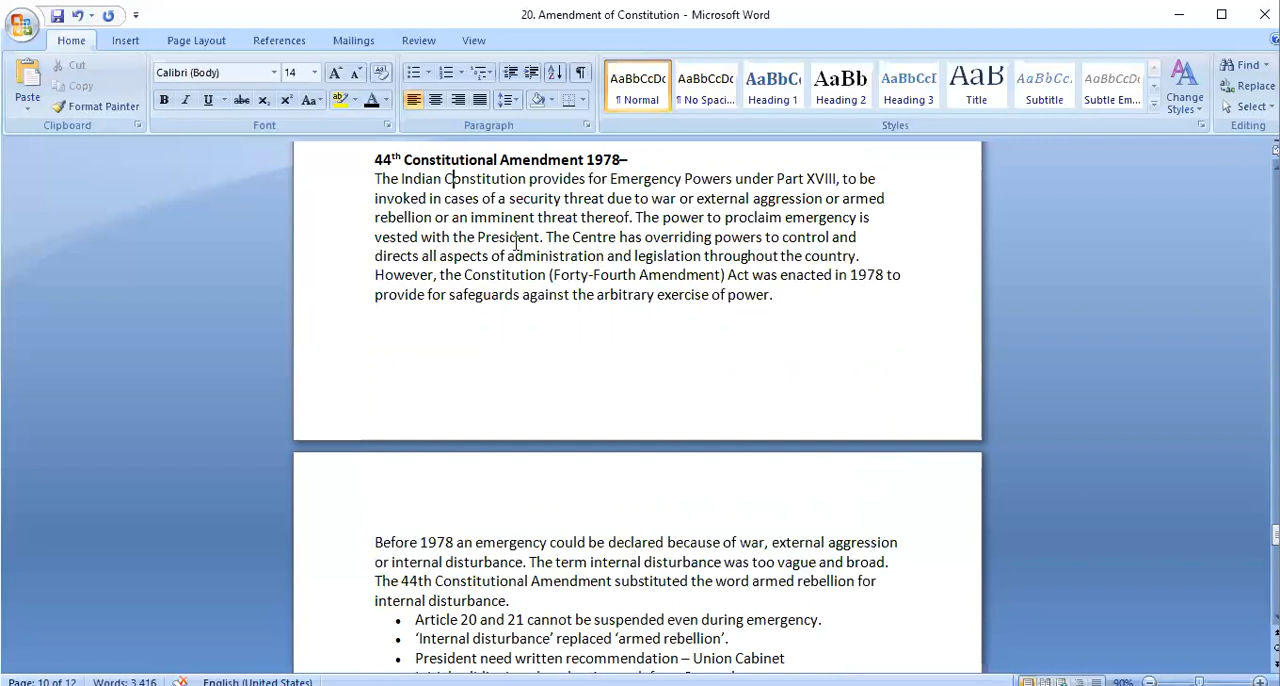 20. Amendment of Constitution - Microsoft Word
Home Insert Page Layout References Mailings Review View
Cut
Copy
Paste
Format Painter
Clipboard
Calibri (Body) 14
Font
Paragraph
AaBbCcDc AaBbCcDc AaBbC( AaBb AaBbCcI AaB AaBbCc. AaBbCcDc
¶ Normal ¶ No Spaci... Heading 1 Heading 2 Heading 3 Title Subtitle Subtle Em...
Change Styles
Styles
Find
Replace
Select
Editing
44th Constitutional Amendment 1978–
The Indian Constitution provides for Emergency Powers under Part XVIII, to be
invoked in cases of a security threat due to war or external aggression or armed
rebellion or an imminent threat thereof. The power to proclaim emergency is
vested with the President. The Centre has overriding powers to control and
directs all aspects of administration and legislation throughout the country.
However, the Constitution (Forty-Fourth Amendment) Act was enacted in 1978 to
provide for safeguards against the arbitrary exercise of power.
Before 1978 an emergency could be declared because of war, external aggression
or internal disturbance. The term internal disturbance was too vague and broad.
The 44th Constitutional Amendment substituted the word armed rebellion for
internal disturbance.
• Article 20 and 21 cannot be suspended even during emergency.
• ‘Internal disturbance’ replaced ‘armed rebellion’.
• President need written recommendation – Union Cabinet
Page: 10 of 12 Words: 3,416 English (United States) 90%